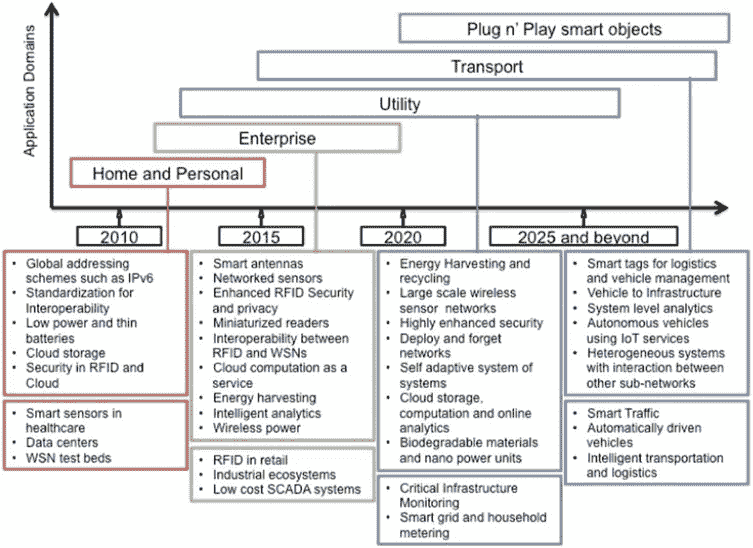 Plug n' Play smart objects
Transport
Utility
Enterprise
Home and Personal
Application Domains
2010
2015
2020
2025 and beyond
• Global addressing
schemes such as IPv6
• Standardization for
Interoperability
• Low power and thin
batteries
• Cloud storage
• Security in RFID and
Cloud
• Smart sensors in
healthcare
• Data centers
• WSN test beds
• Smart antennas
• Networked sensors
• Enhanced RFID Security
and privacy
• Miniaturized readers
• Interoperability between
RFID and WSNs
• Cloud computation as a
service
• Energy harvesting
• Intelligent analytics
• Wireless power
• RFID in retail
• Industrial ecosystems
• Low cost SCADA systems
• Energy Harvesting and
recycling
• Large scale wireless
sensor networks
• Highly enhanced security
• Deploy and forget
networks
• Self adaptive system of
systems
• Cloud storage,
computation and online
analytics
• Biodegradable materials
and nano power units
• Critical Infrastructure
Monitoring
• Smart grid and household
metering
• Smart tags for logistics
and vehicle management
• Vehicle to Infrastructure
• System level analytics
• Autonomous vehicles
using IoT services
• Heterogeneous systems
with interaction between
other sub-networks
• Smart Traffic
• Automatically driven
vehicles
• Intelligent transportation
and logistics